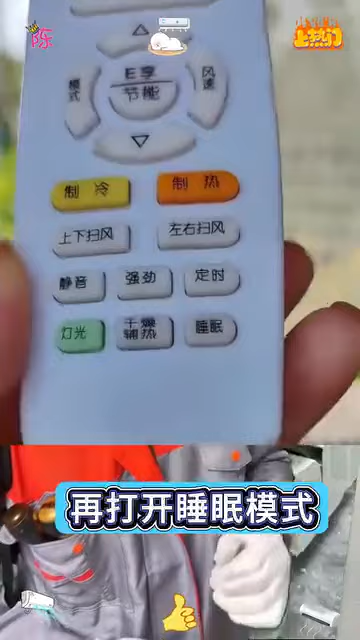 陈
上热门
模式
E享
节能
风速
制冷
制热
上下扫风
左右扫风
静音
强劲
定时
灯光
干燥
辅热
睡眠
再打开睡眠模式